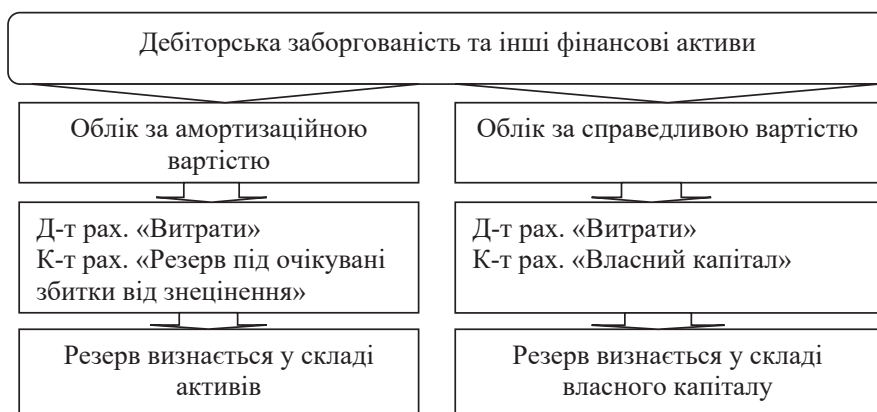 Дебіторська заборгованість та інші фінансові активи
Облік за амортизаційною
вартістю
Облік за справедливою вартістю
Д-т рах. «Витрати»
К-т рах. «Резерв під очікувані
збитки від знецінення»
Д-т рах. «Витрати»
К-т рах. «Власний капітал»
Резерв визнається у складі
активів
Резерв визнається у складі
власного капіталу